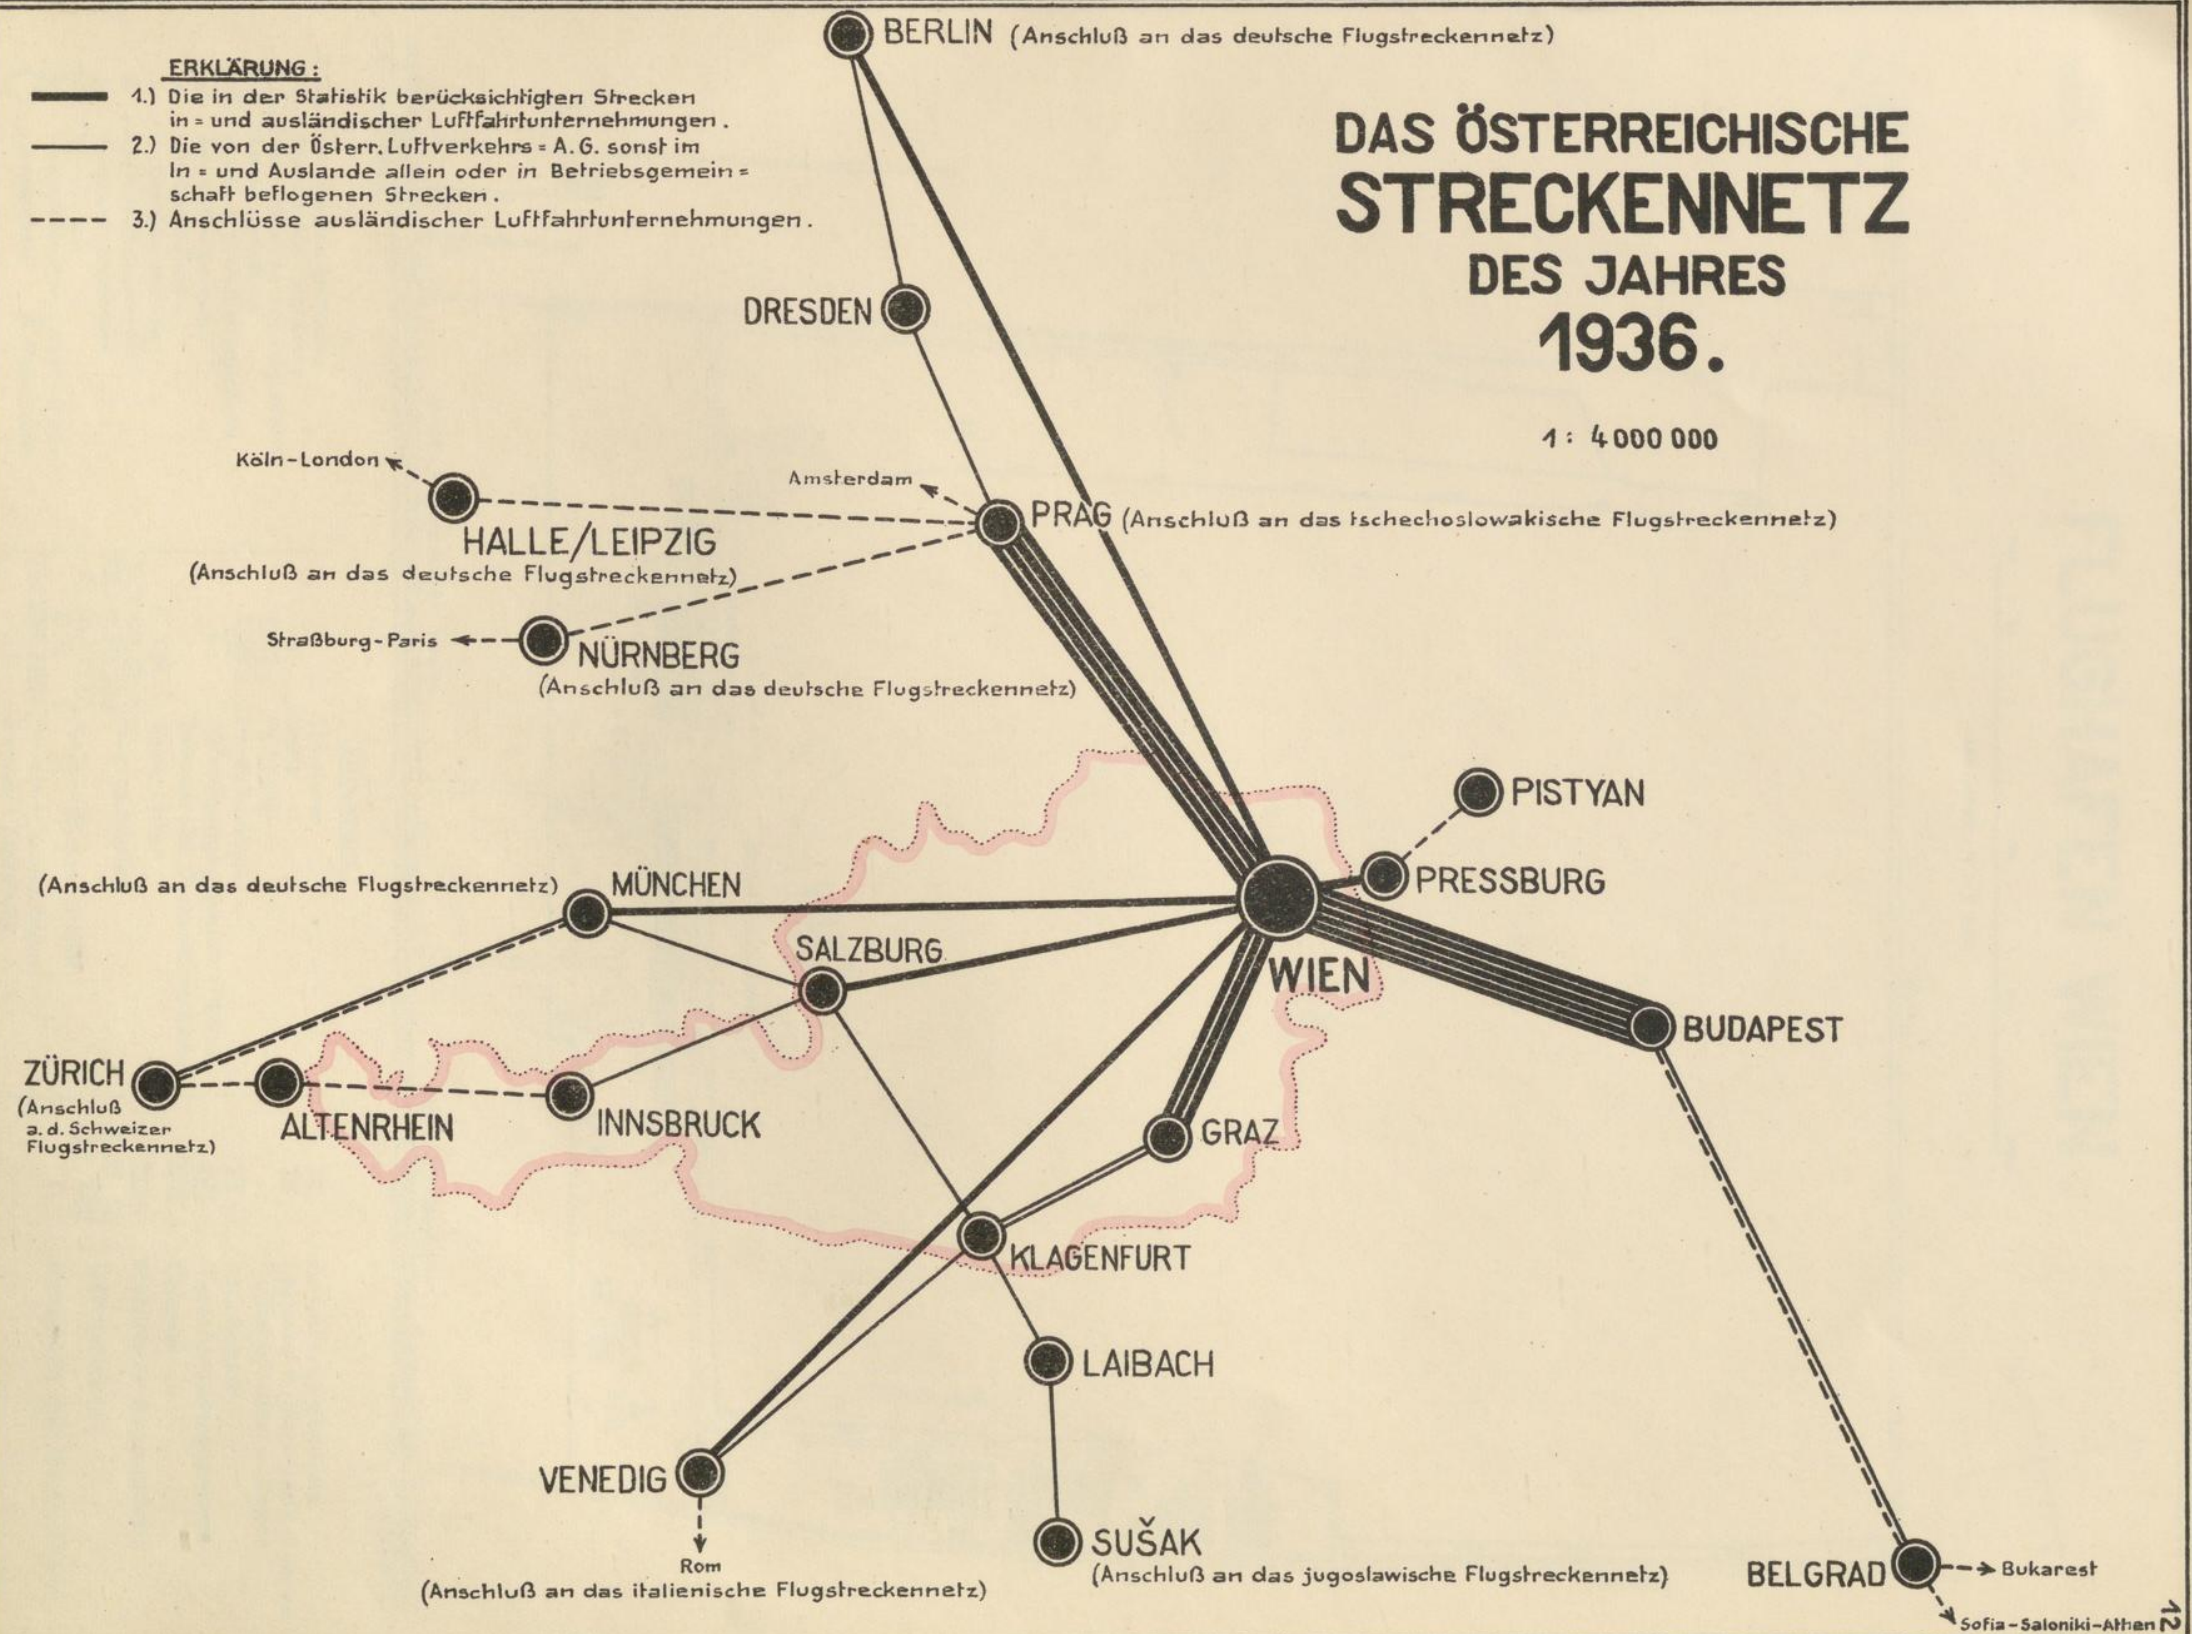 BERLIN (Anschluß an das deutsche Flugstreckennetz)
ERKLÄRUNG:
1.) Die in der Statistik berücksichtigten Strecken
in = und ausländischer Luftfahrtunternehmungen.
2.) Die von der Österr. Luftverkehrs = A.G. sonst im
In = und Auslande allein oder in Betriebsgemein =
schaft beflogenen Strecken.
3.) Anschlüsse ausländischer Luftfahrtunternehmungen.
DAS ÖSTERREICHISCHE
STRECKENNETZ
DES JAHRES
1936.
1: 4000 000
DRESDEN
Köln-London
Amsterdam
PRAG (Anschluß an das tschechoslowakische Flugstreckennetz)
HALLE/LEIPZIG
(Anschluß an das deutsche Flugstreckennetz)
Straßburg-Paris
NÜRNBERG
(Anschluß an das deutsche Flugstreckennetz)
PISTYAN
PRESSBURG
(Anschluß an das deutsche Flugstreckennetz) MÜNCHEN
SALZBURG
WIEN
BUDAPEST
ZÜRICH
(Anschluß
a.d. Schweizer
Flugstreckennetz)
ALTENRHEIN
INNSBRUCK
GRAZ
KLAGENFURT
LAIBACH
VENEDIG
Rom
(Anschluß an das italienische Flugstreckennetz)
SUŠAK
(Anschluß an das jugoslawische Flugstreckennetz)
BELGRAD
Bukarest
Sofia-Saloniki-Athen
12